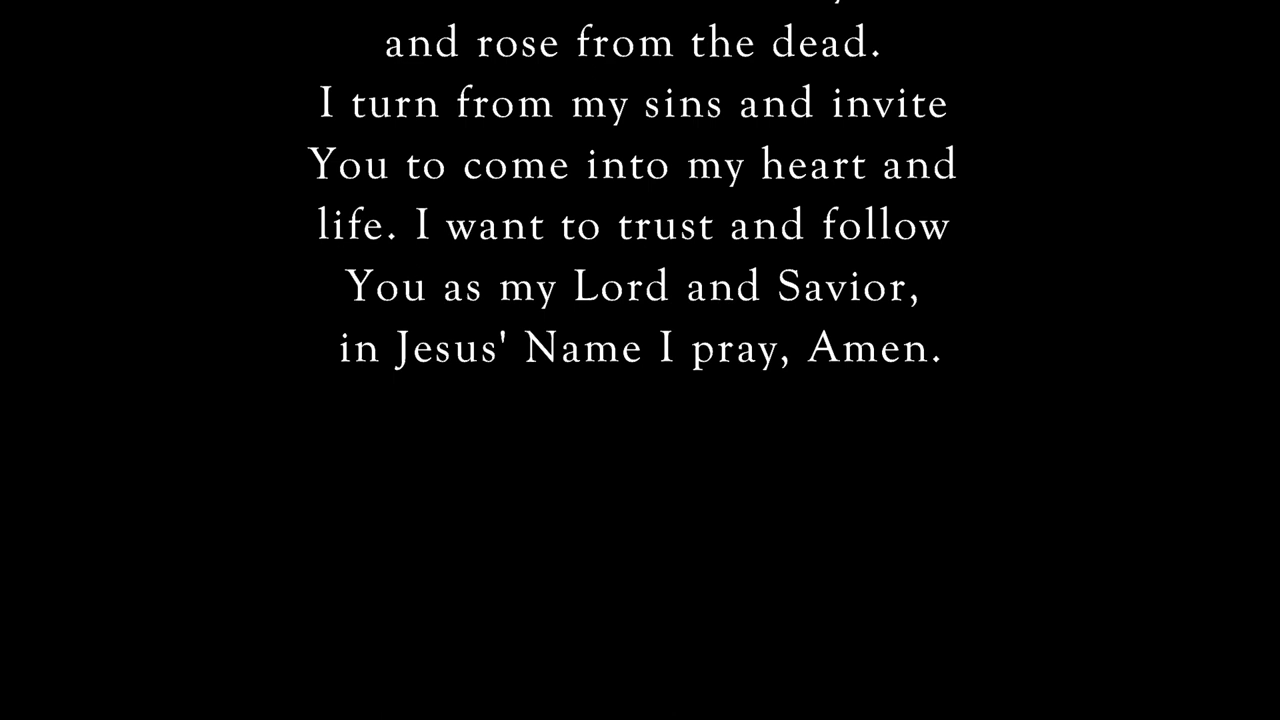 and rose from the dead.
I turn from my sins and invite
You to come into my heart and
life. I want to trust and follow
You as my Lord and Savior,
in Jesus' Name I pray, Amen.